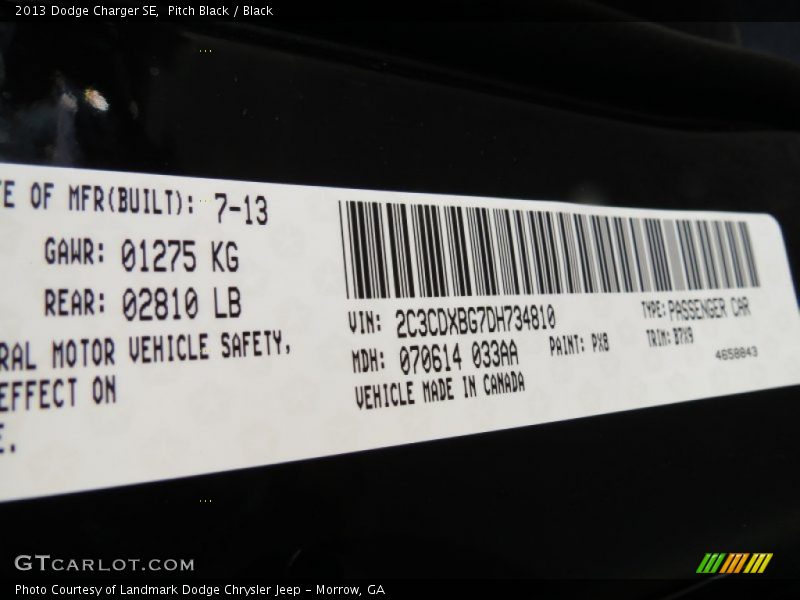 2013 Dodge Charger SE, Pitch Black / Black
TE OF MFR(BUILT): 7-13
GAWR: 01275 KG
REAR: 02810 LB
RAL MOTOR VEHICLE SAFETY,
EFFECT ON
E.
VIN: 2C3CDXBG7DH734810
TYPE: PASSENGER CAR
MDH: 070614 033AA
PAINT: PX8
TRIM: B7X9
VEHICLE MADE IN CANADA
4658843
GTCARLOT.COM
Photo Courtesy of Landmark Dodge Chrysler Jeep - Morrow, GA